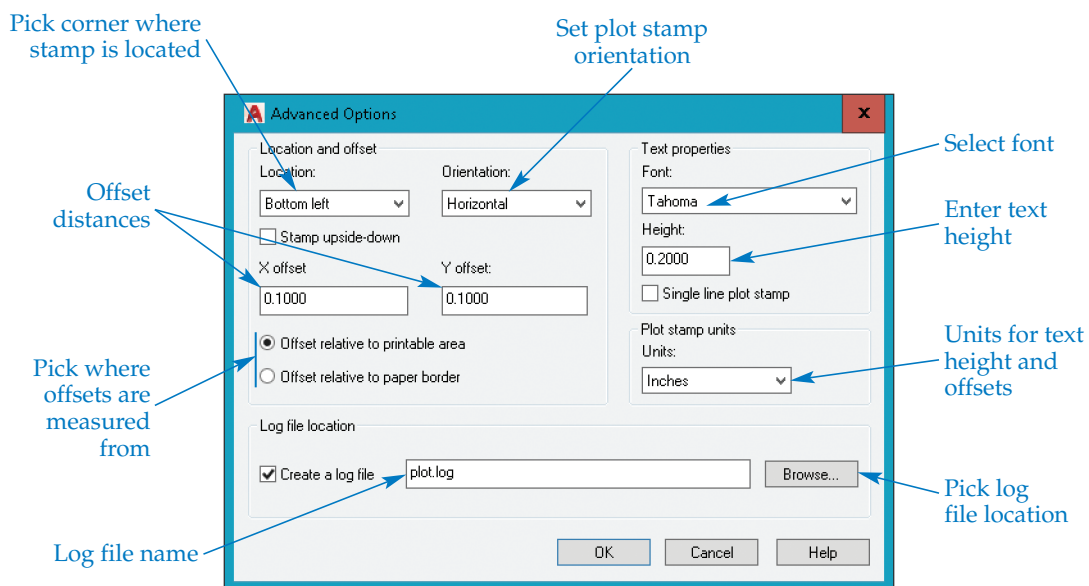 Pick corner where
stamp is located
Set plot stamp
orientation
Advanced Options
x
Location and offset
Location:
Orientation:
Bottom left
Horizontal
Stamp upside-down
X offset
Y offset:
0.1000
0.1000
Offset relative to printable area
Offset relative to paper border
Text properties
Font:
Tahoma
Height:
0.2000
Single line plot stamp
Plot stamp units
Units:
Inches
Log file location
Create a log file
plot.log
Browse...
OK
Cancel
Help
Offset
distances
Pick where
offsets are
measured
from
Log file name
Select font
Enter text
height
Units for text
height and
offsets
Pick log
file location